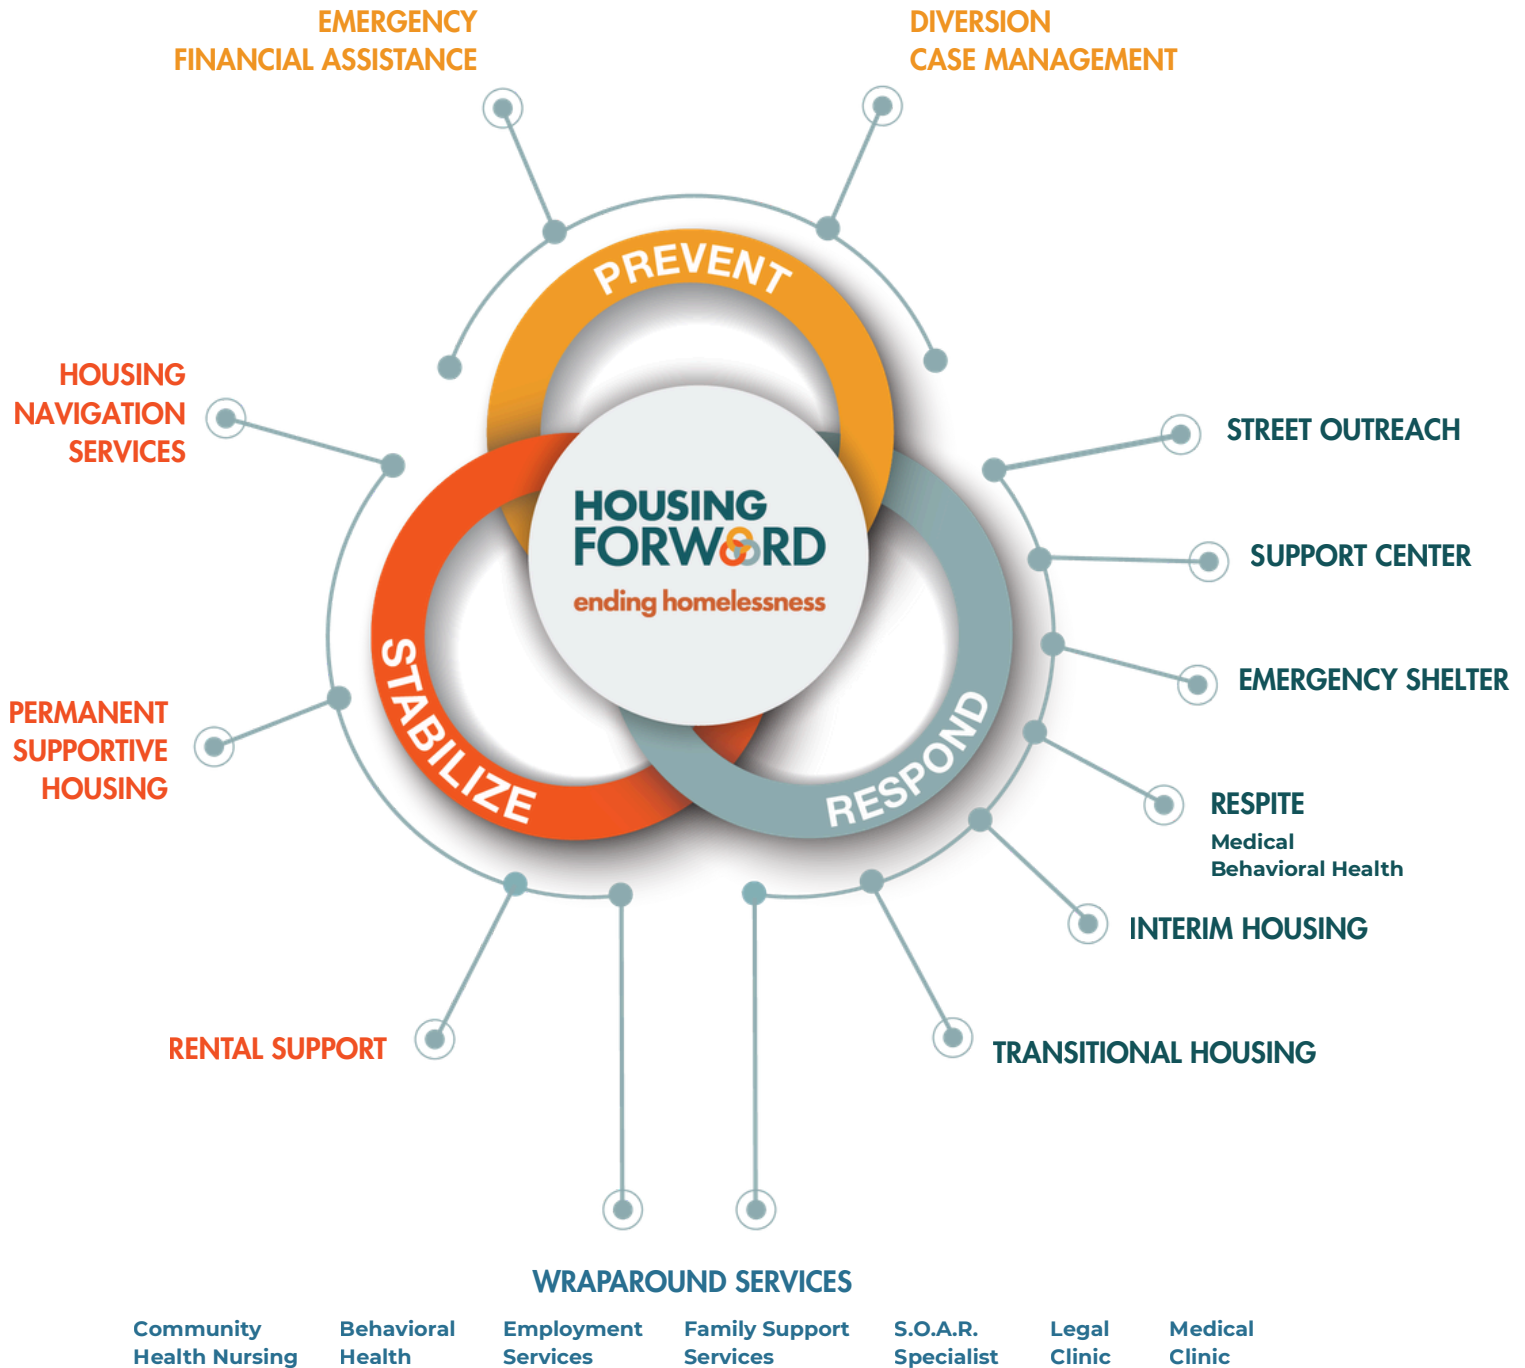 EMERGENCY
FINANCIAL ASSISTANCE
DIVERSION
CASE MANAGEMENT
PREVENT
HOUSING
NAVIGATION
SERVICES
PERMANENT
SUPPORTIVE
HOUSING
RENTAL SUPPORT
STABILIZE
HOUSING
FORWARD
ending homelessness
RESPOND
STREET OUTREACH
SUPPORT CENTER
EMERGENCY SHELTER
RESPITE
Medical
Behavioral Health
INTERIM HOUSING
TRANSITIONAL HOUSING
WRAPAROUND SERVICES
Community
Health Nursing
Behavioral
Health
Employment
Services
Family Support
Services
S.O.A.R.
Specialist
Legal
Clinic
Medical
Clinic